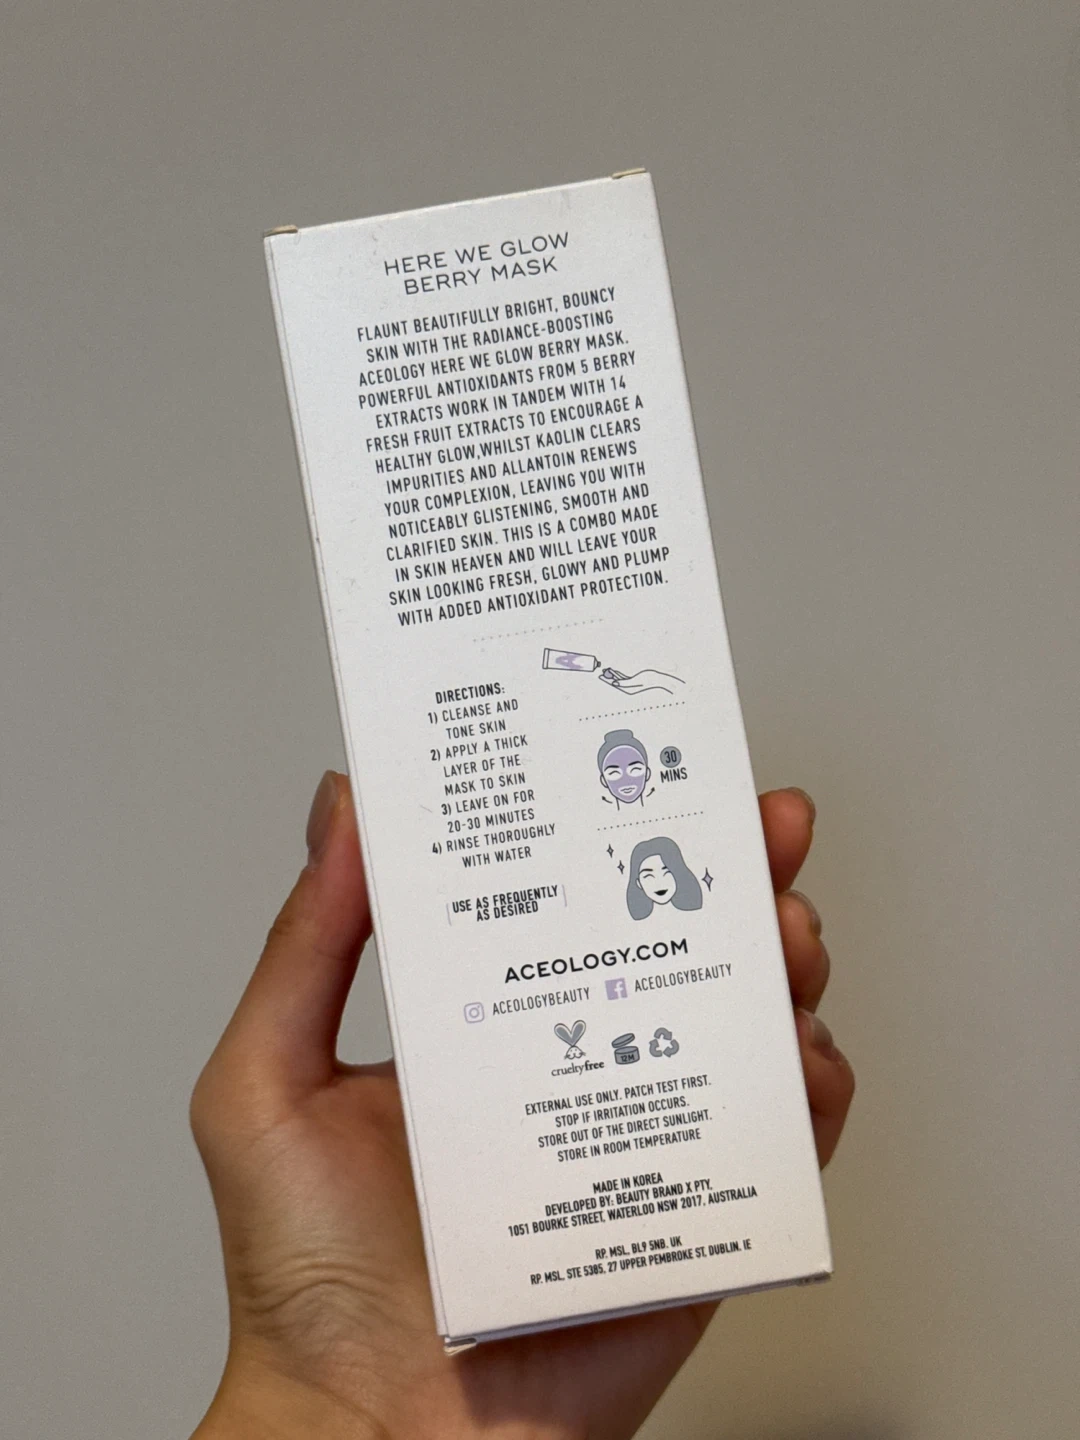 HERE WE GLOW
BERRY MASK
FLAUNT BEAUTIFULLY BRIGHT, BOUNCY
SKIN WITH THE RADIANCE-BOOSTING
ACEOLOGY HERE WE GLOW BERRY MASK.
POWERFUL ANTIOXIDANTS FROM 5 BERRY
EXTRACTS WORK IN TANDEM WITH 14
FRESH FRUIT EXTRACTS TO ENCOURAGE A
HEALTHY GLOW,WHILST KAOLIN CLEARS
IMPURITIES AND ALLANTOIN RENEWS
YOUR COMPLEXION, LEAVING YOU WITH
NOTICEABLY GLISTENING, SMOOTH AND
CLARIFIED SKIN. THIS IS A COMBO MADE
IN SKIN HEAVEN AND WILL LEAVE YOUR
SKIN LOOKING FRESH, GLOWY AND PLUMP
WITH ADDED ANTIOXIDANT PROTECTION.
DIRECTIONS:
1) CLEANSE AND
TONE SKIN
2) APPLY A THICK
LAYER OF THE
MASK TO SKIN
3) LEAVE ON FOR
20-30 MINUTES
4) RINSE THOROUGHLY
WITH WATER
A
30
MINS
USE AS FREQUENTLY
AS DESIRED
ACEOLOGY.COM
ACEOLOGYBEAUTY
f ACEOLOGYBEAUTY
crueltyfree
12M
EXTERNAL USE ONLY. PATCH TEST FIRST.
STOP IF IRRITATION OCCURS.
STORE OUT OF THE DIRECT SUNLIGHT.
STORE IN ROOM TEMPERATURE
MADE IN KOREA
DEVELOPED BY: BEAUTY BRAND X PTY,
1051 BOURKE STREET, WATERLOO NSW 2017, AUSTRALIA
RP. MSL, BL9 5NB, UK
RP. MSL, STE 5385, 27 UPPER PEMBROKE ST, DUBLIN, IE